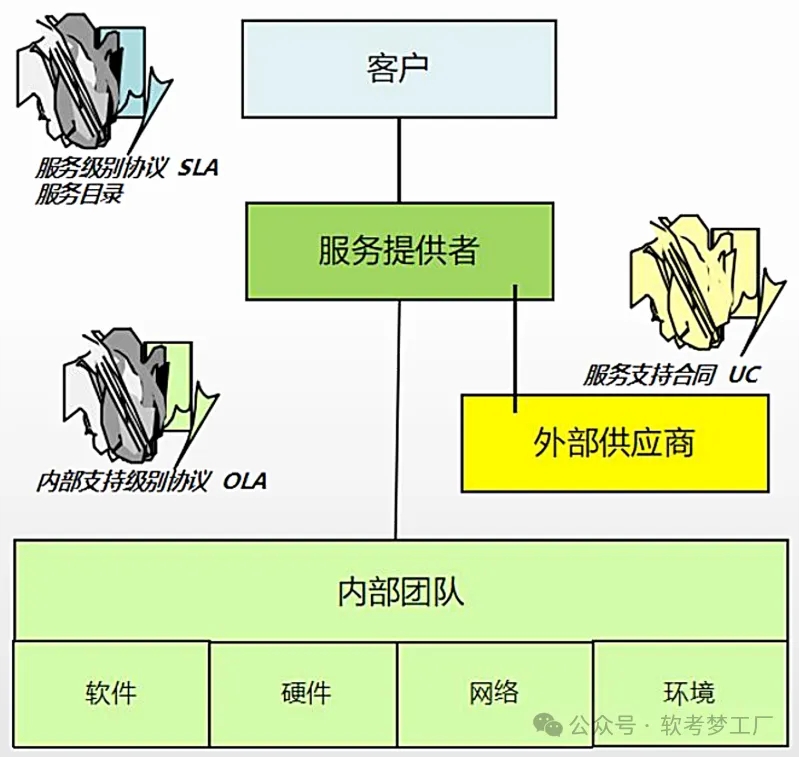 客户
服务级别协议 SLA
服务目录
服务提供者
服务支持合同 UC
外部供应商
内部支持级别协议 OLA
内部团队
软件
硬件
网络
环境
公众号·软考梦工厂